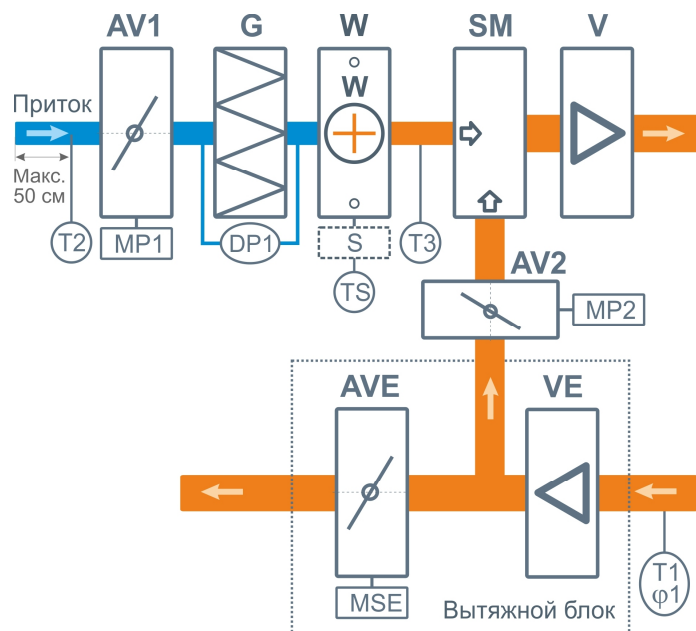 AV1 G W SM V
Приток
W
Макс.
50 см
T2
MP1
DP1
S
T3
TS
AV2
MP2
AVE VE
MSE
T1
φ1
Вытяжной блок